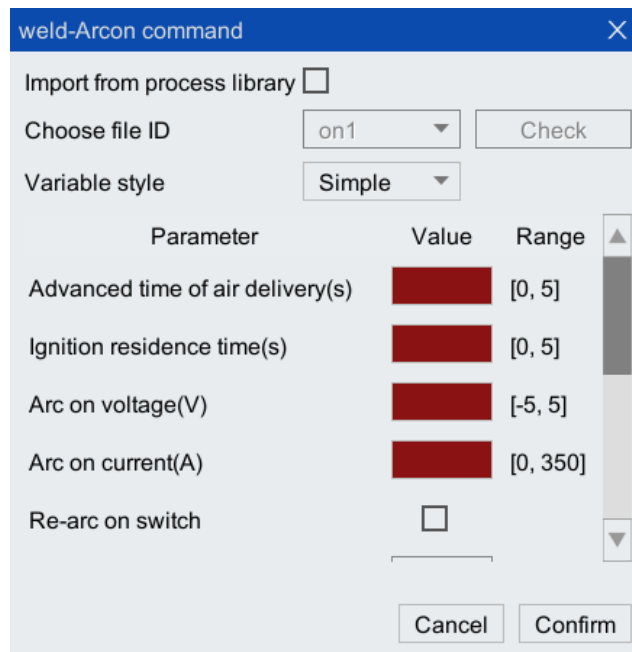 weld-Arcon command
Import from process library
Choose file ID on1 Check
Variable style Simple
Parameter Value Range
Advanced time of air delivery(s) [0, 5]
Ignition residence time(s) [0, 5]
Arc on voltage(V) [-5, 5]
Arc on current(A) [0, 350]
Re-arc on switch
Cancel Confirm